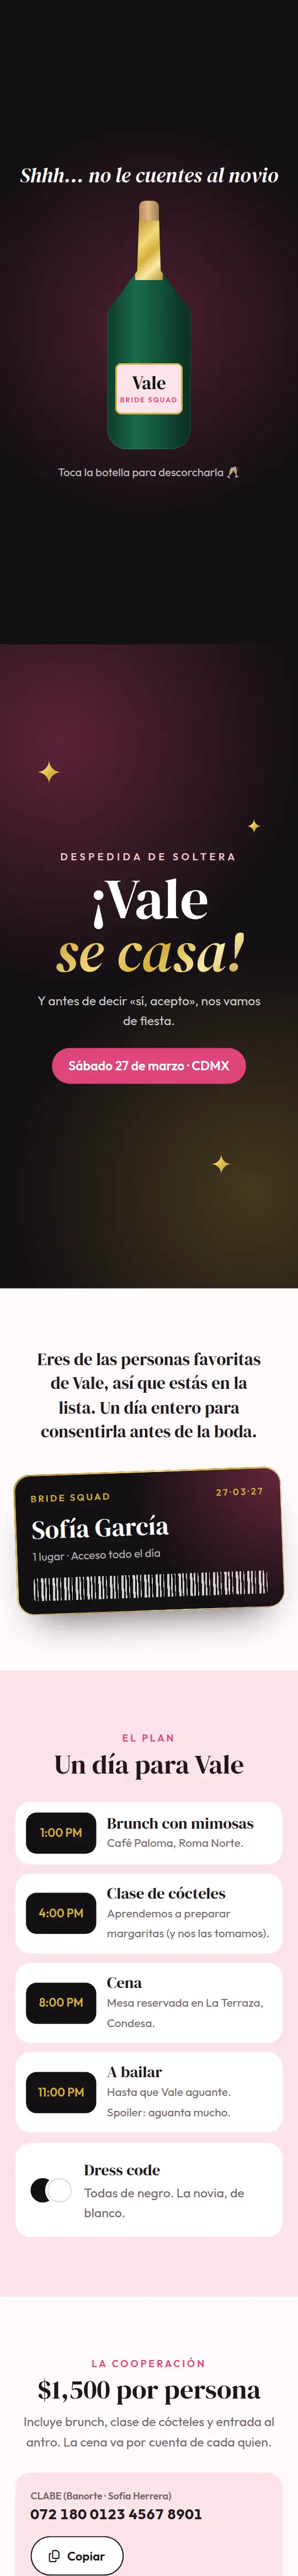 Shhh... no le cuentes al novio
Vale
BRIDE SQUAD
Toca la botella para descorcharla 🥂
DESPEDIDA DE SOLTERA
¡Vale
se casa!
Y antes de decir «sí, acepto», nos vamos
de fiesta.
Sábado 27 de marzo · CDMX
Eres de las personas favoritas
de Vale, así que estás en la
lista. Un día entero para
consentirla antes de la boda.
BRIDE SQUAD
27·03·27
Sofía García
1 lugar · Acceso todo el día
EL PLAN
Un día para Vale
1:00 PM
Brunch con mimosas
Café Paloma, Roma Norte.
4:00 PM
Clase de cócteles
Aprendemos a preparar
margaritas (y nos las tomamos).
8:00 PM
Cena
Mesa reservada en La Terraza,
Condesa.
11:00 PM
A bailar
Hasta que Vale aguante.
Spoiler: aguanta mucho.
Dress code
Todas de negro. La novia, de
blanco.
LA COOPERACIÓN
$1,500 por persona
Incluye brunch, clase de cócteles y entrada al
antro. La cena va por cuenta de cada quien.
CLABE (Banorte · Sofía Herrera)
072 180 0123 4567 8901
Copiar